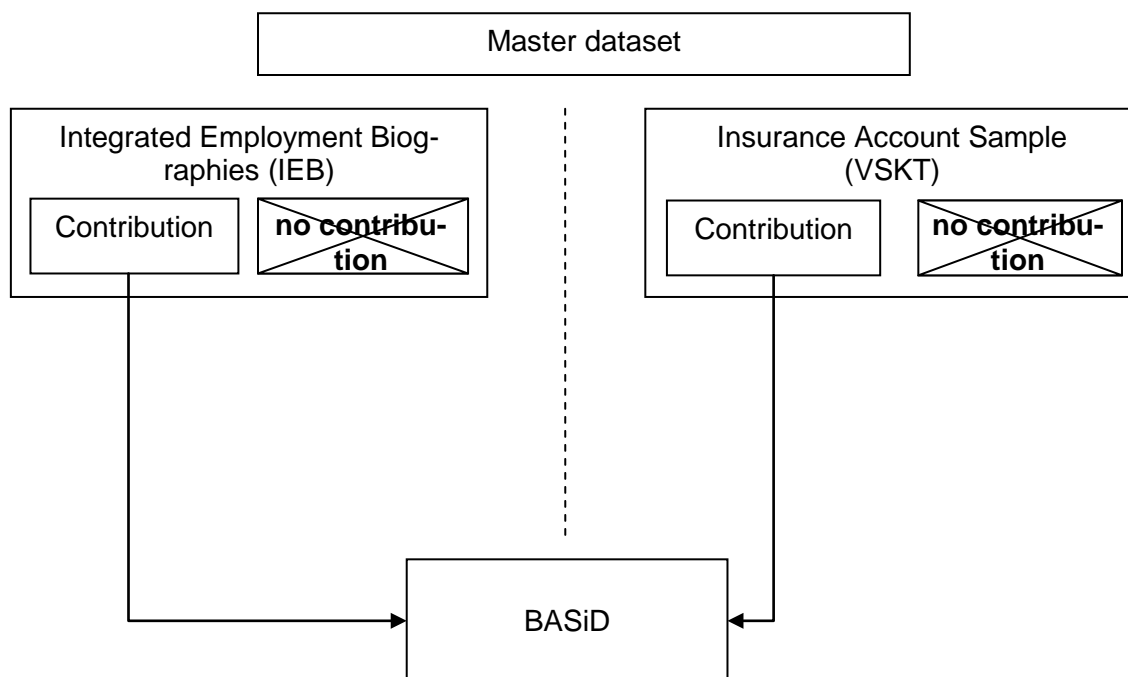 Master dataset
Integrated Employment Biog-
raphies (IEB)
Contribution
no contribu-
tion
Insurance Account Sample
(VSKT)
Contribution
no contribu-
tion
BASiD